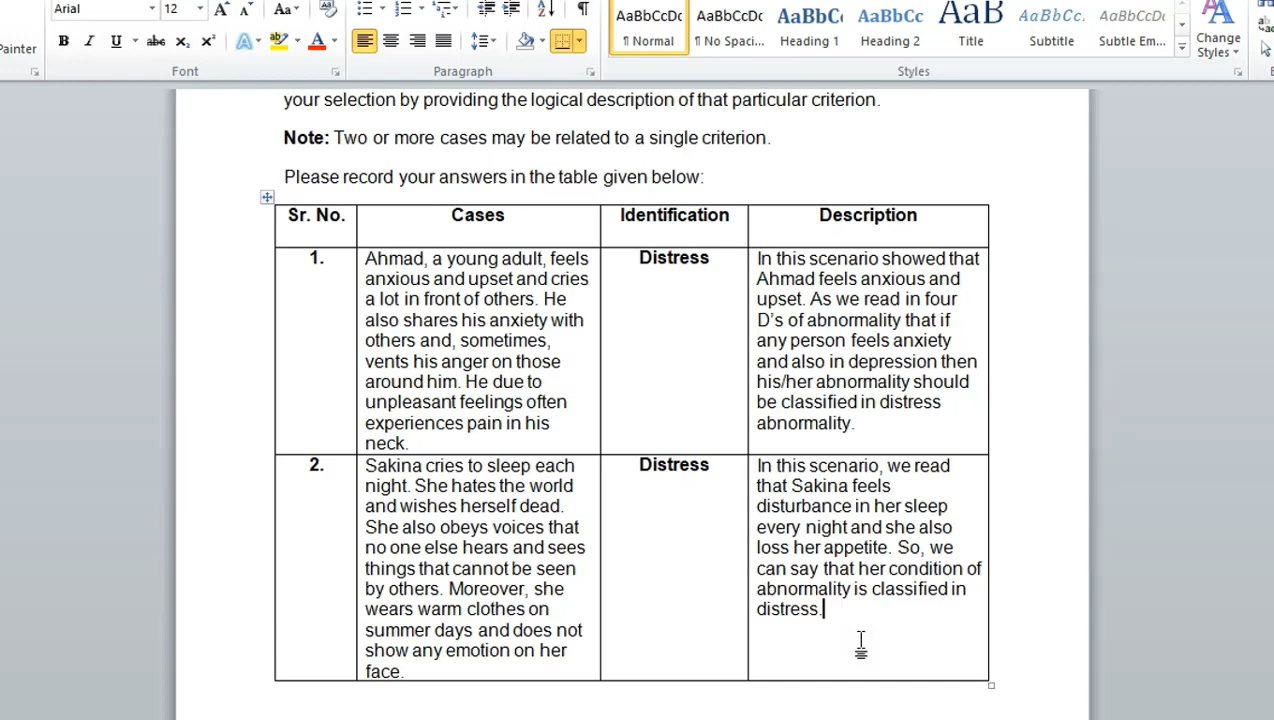 Arial 12 Aa
AaBbCcDc AaBbCcDc AaBbC AaBbCc AaB AaBbCc. AaBbCcDc
Painter
B I U abc X2 X2 A ab A
¶ Normal ¶ No Spaci... Heading 1 Heading 2 Title Subtitle Subtle Em... Change
Styles
Font Paragraph Styles
your selection by providing the logical description of that particular criterion.
Note: Two or more cases may be related to a single criterion.
Please record your answers in the table given below:
Sr. No. Cases Identification Description
1. Ahmad, a young adult, feels
anxious and upset and cries
a lot in front of others. He
also shares his anxiety with
others and, sometimes,
vents his anger on those
around him. He due to
unpleasant feelings often
experiences pain in his
neck.
Distress
In this scenario showed that
Ahmad feels anxious and
upset. As we read in four
D's of abnormality that if
any person feels anxiety
and also in depression then
his/her abnormality should
be classified in distress
abnormality.
2. Sakina cries to sleep each
night. She hates the world
and wishes herself dead.
She also obeys voices that
no one else hears and sees
things that cannot be seen
by others. Moreover, she
wears warm clothes on
summer days and does not
show any emotion on her
face.
Distress
In this scenario, we read
that Sakina feels
disturbance in her sleep
every night and she also
loss her appetite. So, we
can say that her condition of
abnormality is classified in
distress.